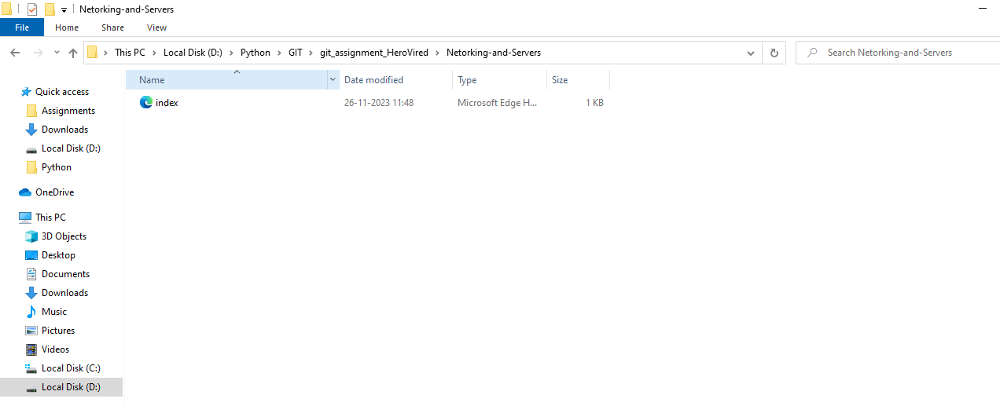 Netorking-and-Servers
File Home Share View
This PC Local Disk (D:) Python GIT git_assignment_HeroVired Netorking-and-Servers Search Netorking-and-Servers
Name Date modified Type Size
index 26-11-2023 11:48 Microsoft Edge H... 1 KB
Quick access
Assignments
Downloads
Local Disk (D:)
Python
OneDrive
This PC
3D Objects
Desktop
Documents
Downloads
Music
Pictures
Videos
Local Disk (C:)
Local Disk (D:)